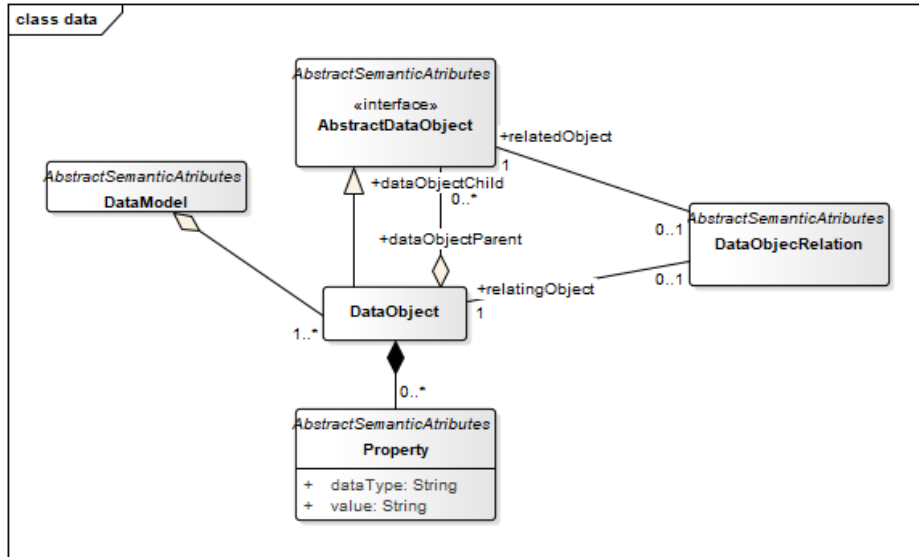 class data
AbstractSemanticAtributes
«interface»
AbstractDataObject
+relatedObject
1
AbstractSemanticAtributes
DataModel
+dataObjectChild
0..*
AbstractSemanticAtributes
DataObjecRelation
0..1
+dataObjectParent
0..1
+relatingObject
1
DataObject
1..*
0..*
AbstractSemanticAtributes
Property
+ dataType: String
+ value: String